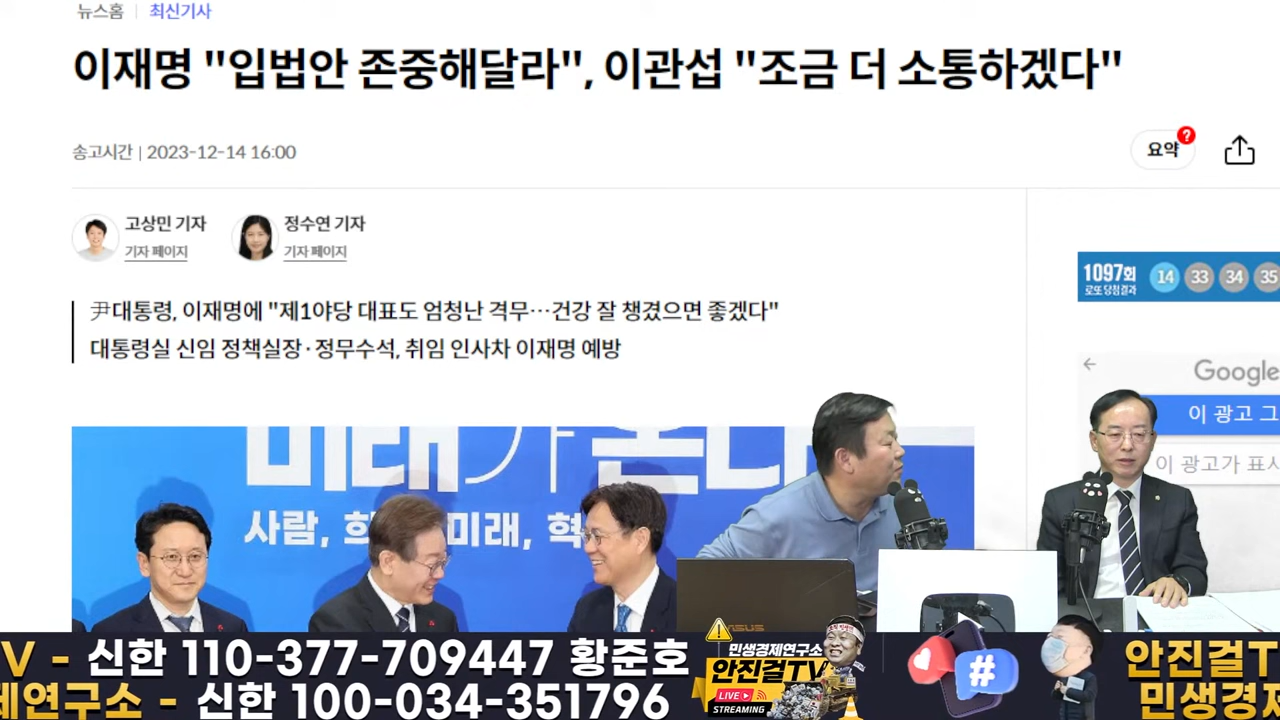 뉴스홈 | 최신기사
이재명 "입법안 존중해달라", 이관섭 "조금 더 소통하겠다"
송고시간 | 2023-12-14 16:00
요약
?
고상민 기자
기자 페이지
정수연 기자
기자 페이지
尹대통령, 이재명에 "제1야당 대표도 엄청난 격무…건강 잘 챙겼으면 좋겠다"
대통령실 신임 정책실장·정무수석, 취임 인사차 이재명 예방
1097회
로또 당첨결과
14 33 34 35
Google
이 광고 그
이 광고가 표시
미래가 온다
사람, 희 미래, 혁
V - 신한 110-377-709447 황준호
제연구소 - 신한 100-034-351796
민생경제연구소
안진걸TV
LIVE
STREAMING
#
안진걸T
민생경제